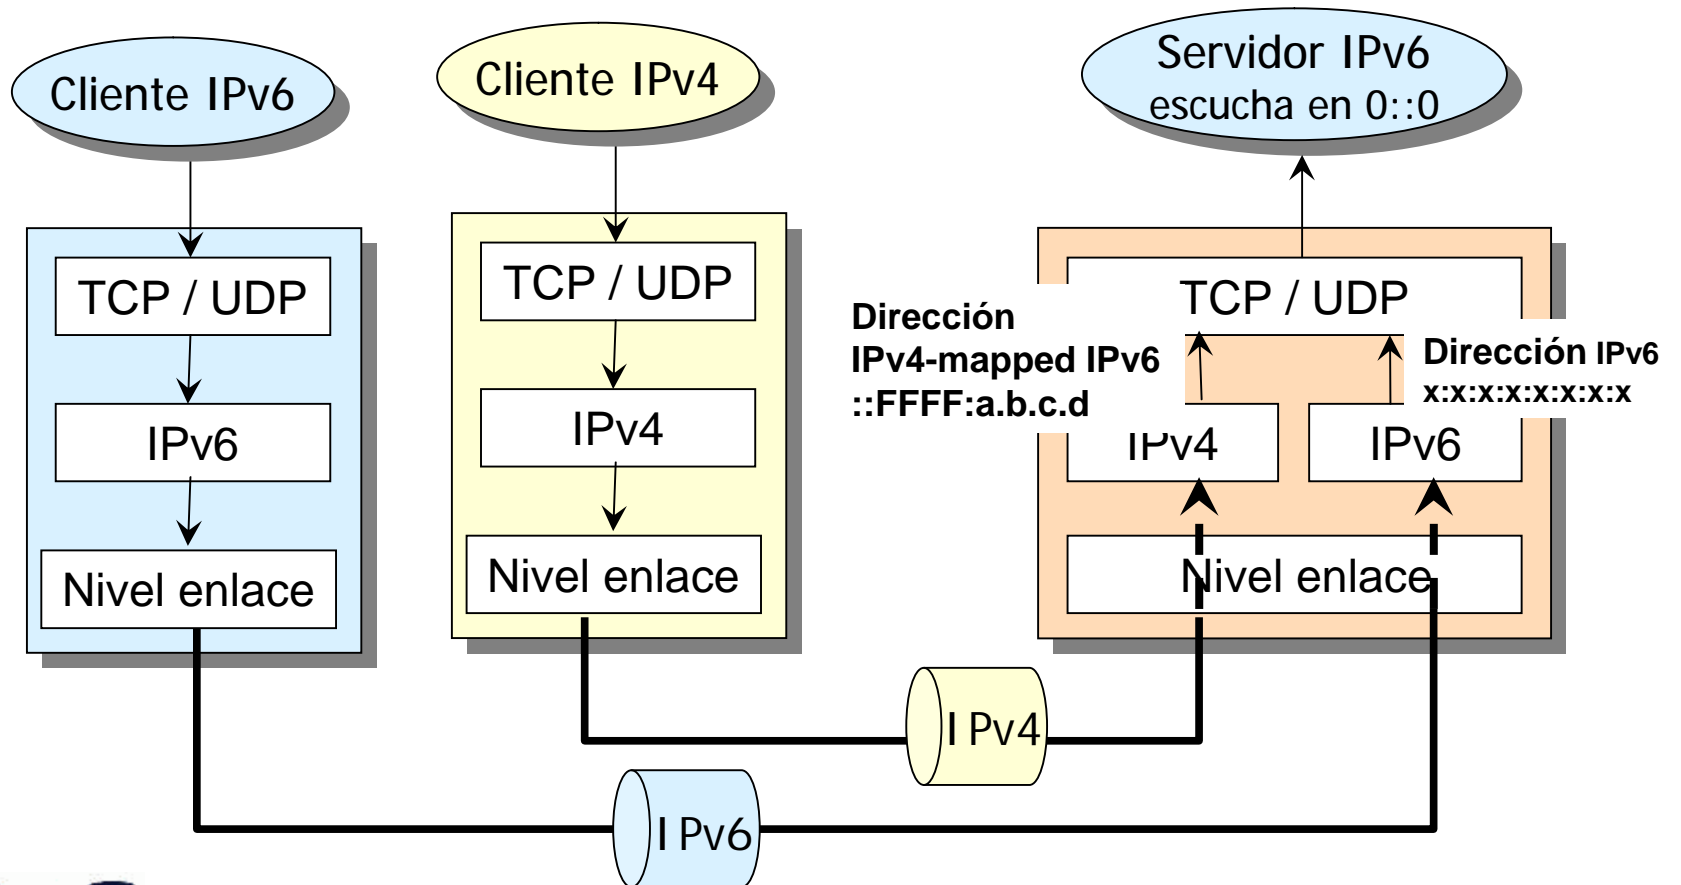 Cliente IPv6
TCP / UDP
IPv6
Nivel enlace
Cliente IPv4
TCP / UDP
IPv4
Nivel enlace
Servidor IPv6
escucha en 0::0
TCP / UDP
Dirección
IPv4-mapped IPv6
::FFFF:a.b.c.d
Dirección IPv6
x:x:x:x:x:x:x:x
IPv4
IPv6
Nivel enlace
IPv4
IPv6